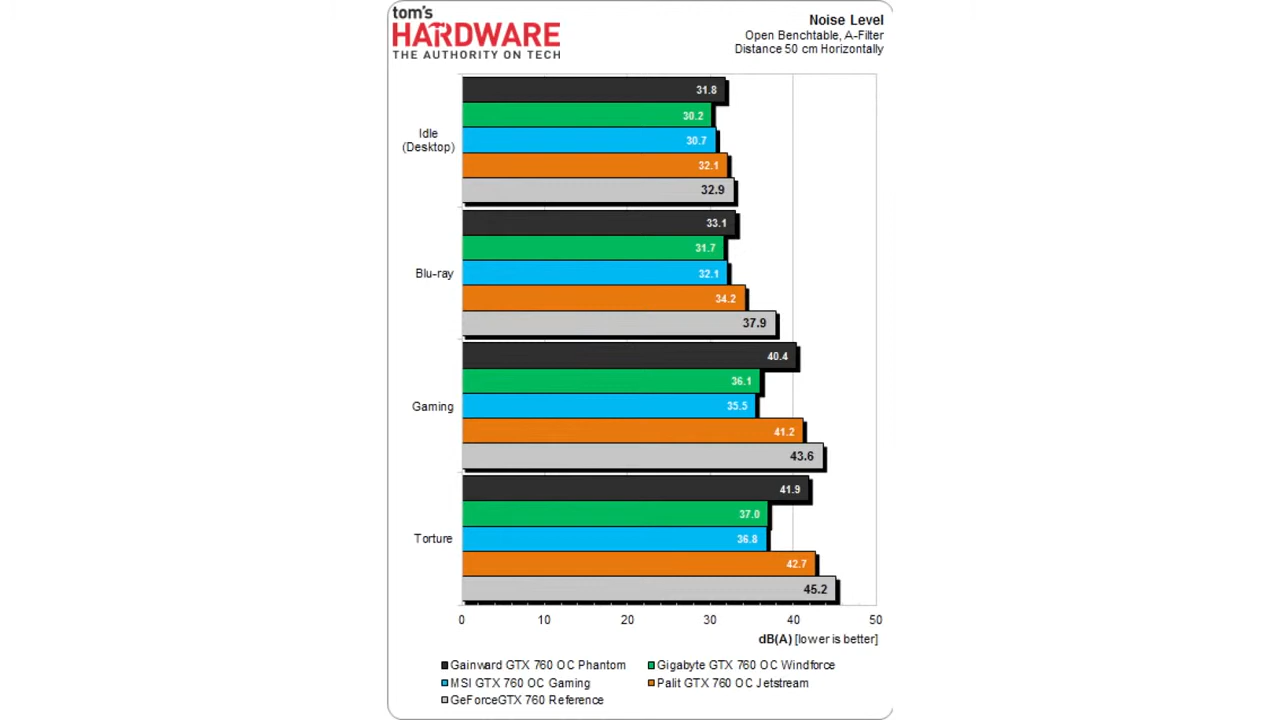 tom's
HARDWARE
THE AUTHORITY ON TECH
Noise Level
Open Benchtable, A-Filter
Distance 50 cm Horizontally
Idle
(Desktop)
31.8
30.2
30.7
32.1
32.9
Blu-ray
33.1
31.7
32.1
34.2
37.9
Gaming
40.4
36.1
35.5
41.2
43.6
Torture
41.9
37.0
36.8
42.7
45.2
0 10 20 30 40 50
dB(A) [lower is better]
Gainward GTX 760 OC Phantom Gigabyte GTX 760 OC Windforce
MSI GTX 760 OC Gaming Palit GTX 760 OC Jetstream
GeForceGTX 760 Reference